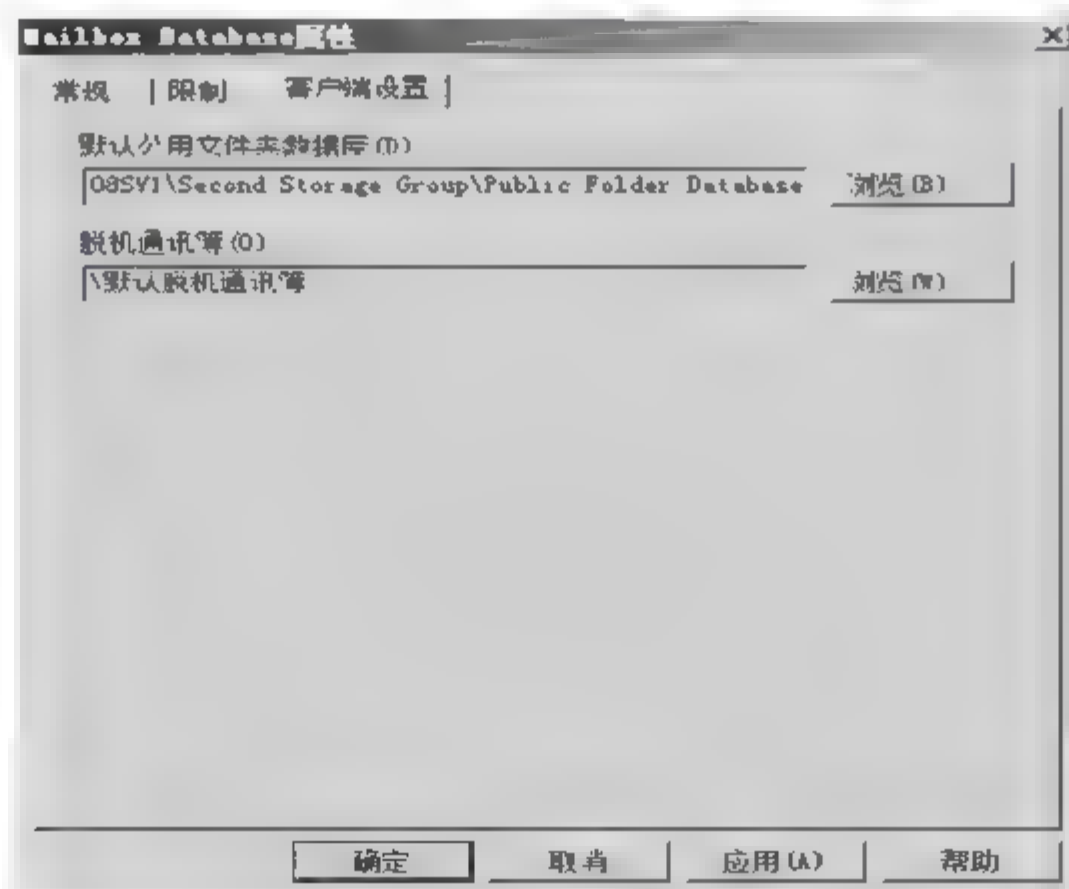 Mailbox Database属性
常规 限制 客户端设置
默认公用文件夹数据库(D)
08SV1\Second Storage Group\Public Folder Database 浏览(B)
脱机通讯簿(O)
\默认脱机通讯簿 浏览(W)
确定 取消 应用(A) 帮助